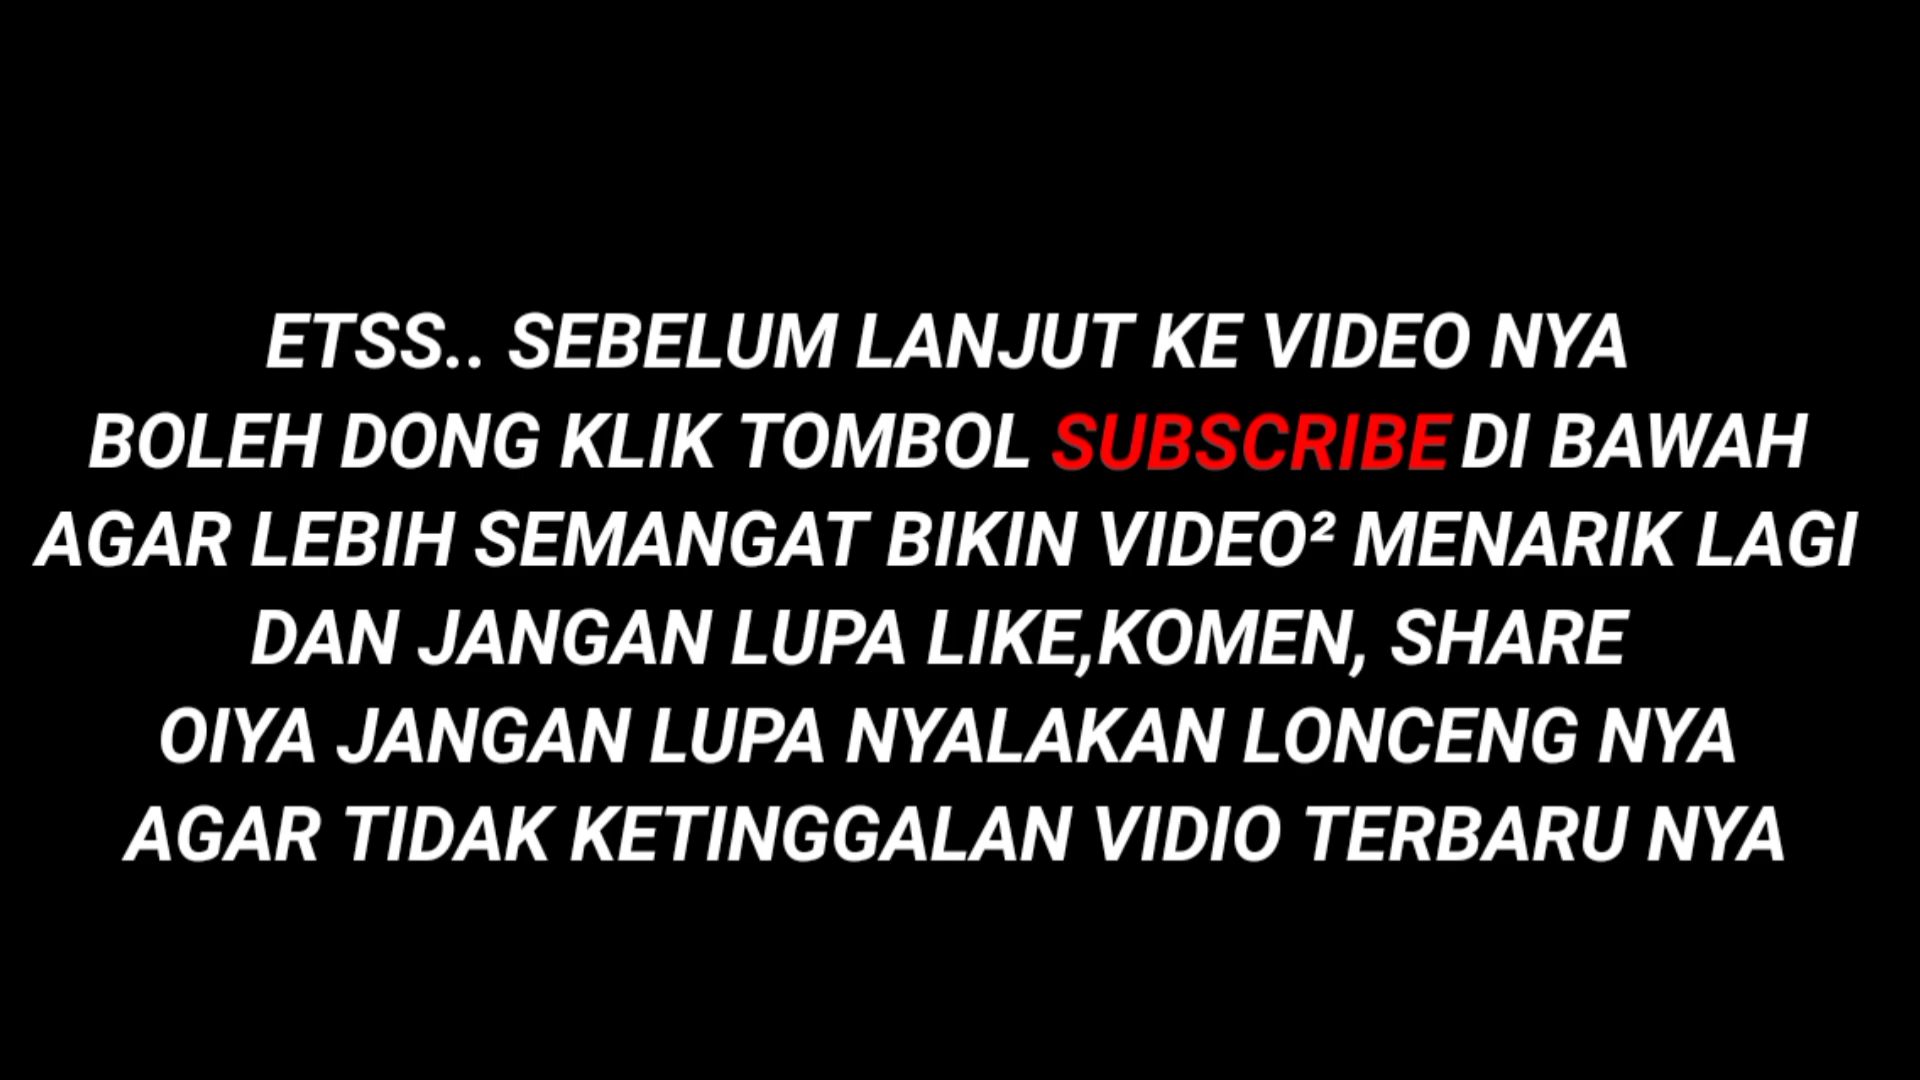 ETSS.. SEBELUM LANJUT KE VIDEO NYA
BOLEH DONG KLIK TOMBOL SUBSCRIBE DI BAWAH
AGAR LEBIH SEMANGAT BIKIN VIDEO² MENARIK LAGI
DAN JANGAN LUPA LIKE,KOMEN, SHARE
OIYA JANGAN LUPA NYALAKAN LONCENG NYA
AGAR TIDAK KETINGGALAN VIDIO TERBARU NYA